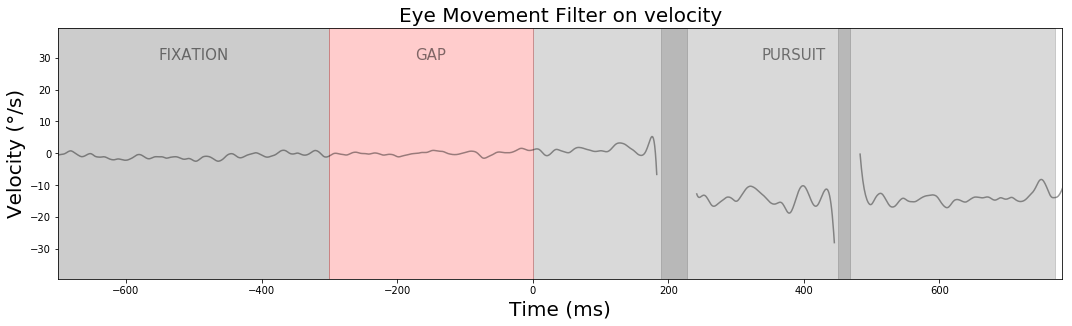 Eye Movement Filter on velocity
FIXATION GAP PURSUIT
30
20
10
0
−10
−20
−30
Velocity (°/s)
−600 −400 −200 0 200 400 600
Time (ms)